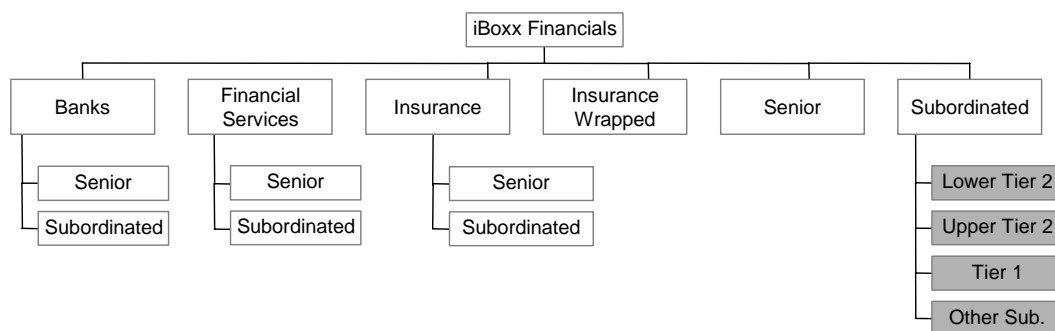 iBoxx Financials
Banks
Financial
Services
Insurance
Insurance
Wrapped
Senior
Subordinated
Senior
Subordinated
Senior
Subordinated
Senior
Subordinated
Lower Tier 2
Upper Tier 2
Tier 1
Other Sub.